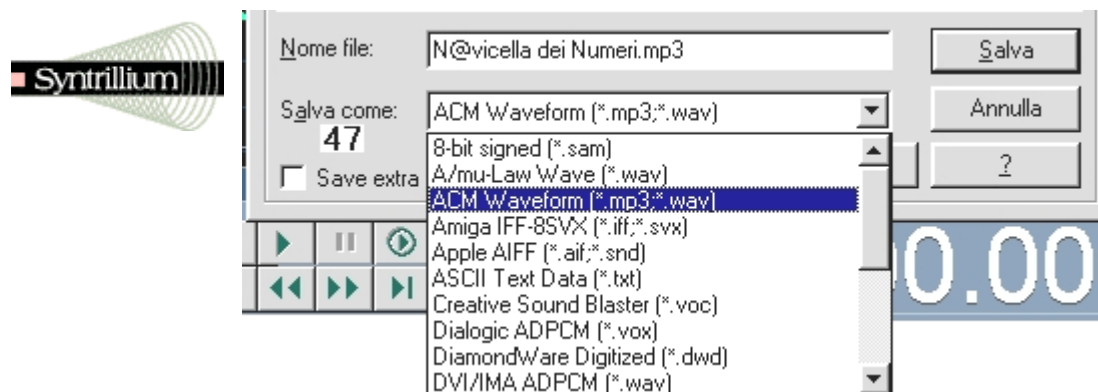 Syntrillium
Nome file:
N@vicella dei Numeri.mp3
Salva
Salva come:
ACM Waveform (*.mp3;*.wav)
Annulla
47
8-bit signed (*.sam)
Save extra
A/mu-Law Wave (*.wav)
?
ACM Waveform (*.mp3;*.wav)
Amiga IFF-8SVX (*.iff;*.svx)
Apple AIFF (*.aif;*.snd)
ASCII Text Data (*.txt)
Creative Sound Blaster (*.voc)
Dialogic ADPCM (*.vox)
DiamondWare Digitized (*.dwd)
DVI/IMA ADPCM (*.wav)
0.00